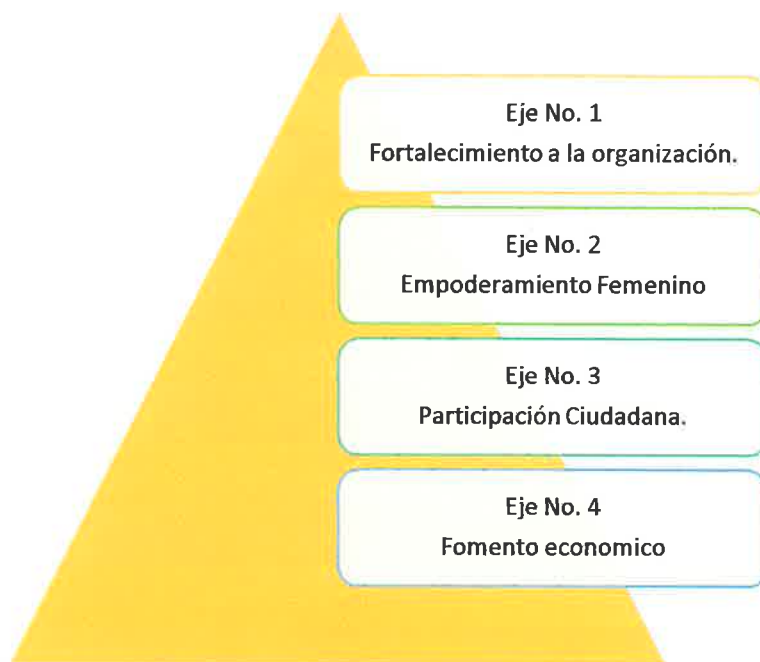 Eje No. 1
Fortalecimiento a la organización.
Eje No. 2
Empoderamiento Femenino
Eje No. 3
Participación Ciudadana.
Eje No. 4
Fomento economico